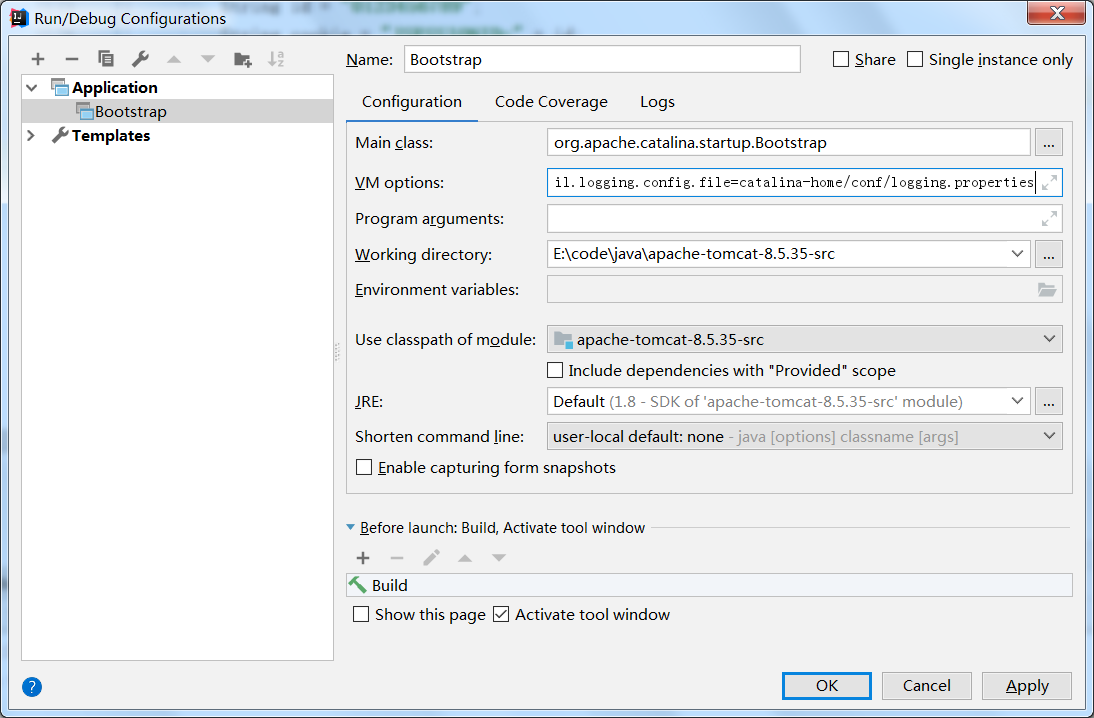 Run/Debug Configurations
Name: Bootstrap Share Single instance only
Application
Bootstrap
Templates
Configuration Code Coverage Logs
Main class: org.apache.catalina.startup.Bootstrap ...
VM options: il.logging.config.file=catalina-home/conf/logging.properties
Program arguments:
Working directory: E:\code\java\apache-tomcat-8.5.35-src ...
Environment variables:
Use classpath of module: apache-tomcat-8.5.35-src
Include dependencies with "Provided" scope
JRE: Default (1.8 - SDK of 'apache-tomcat-8.5.35-src' module) ...
Shorten command line: user-local default: none - java [options] classname [args]
Enable capturing form snapshots
Before launch: Build, Activate tool window
Build
Show this page Activate tool window
? OK Cancel Apply